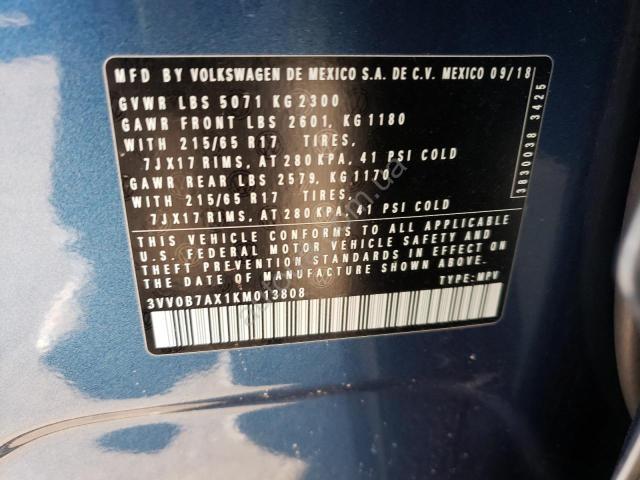 MFD BY VOLKSWAGEN DE MEXICO S.A. DE C.V. MEXICO 09/18
GVWR LBS 5071 KG 2300
GAWR FRONT LBS 2601, KG 1180
WITH 215/65 R17 TIRES,
7JX17 RIMS, AT 280 KPA, 41 PSI COLD
GAWR REAR LBS 2579, KG 1170
WITH 215/65 R17 TIRES,
7JX17 RIMS, AT 280 KPA, 41 PSI COLD
THIS VEHICLE CONFORMS TO ALL APPLICABLE
U.S. FEDERAL MOTOR VEHICLE SAFETY AND
THEFT PREVENTION STANDARDS IN EFFECT ON
THE DATE OF MANUFACTURE SHOWN ABOVE.
3VV0B7AX1KM013808 TYPE: MPV
3830038 3425